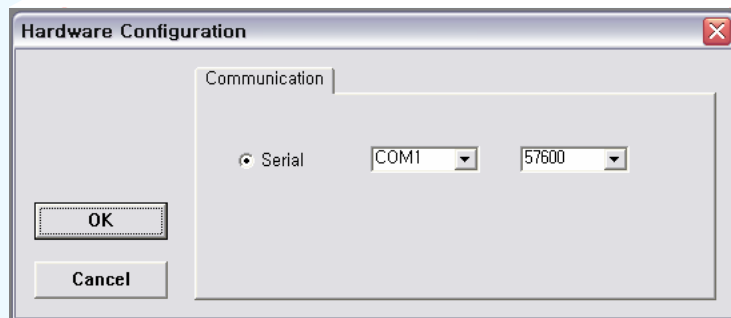 Hardware Configuration
Communication
Serial COM1 57600
OK
Cancel